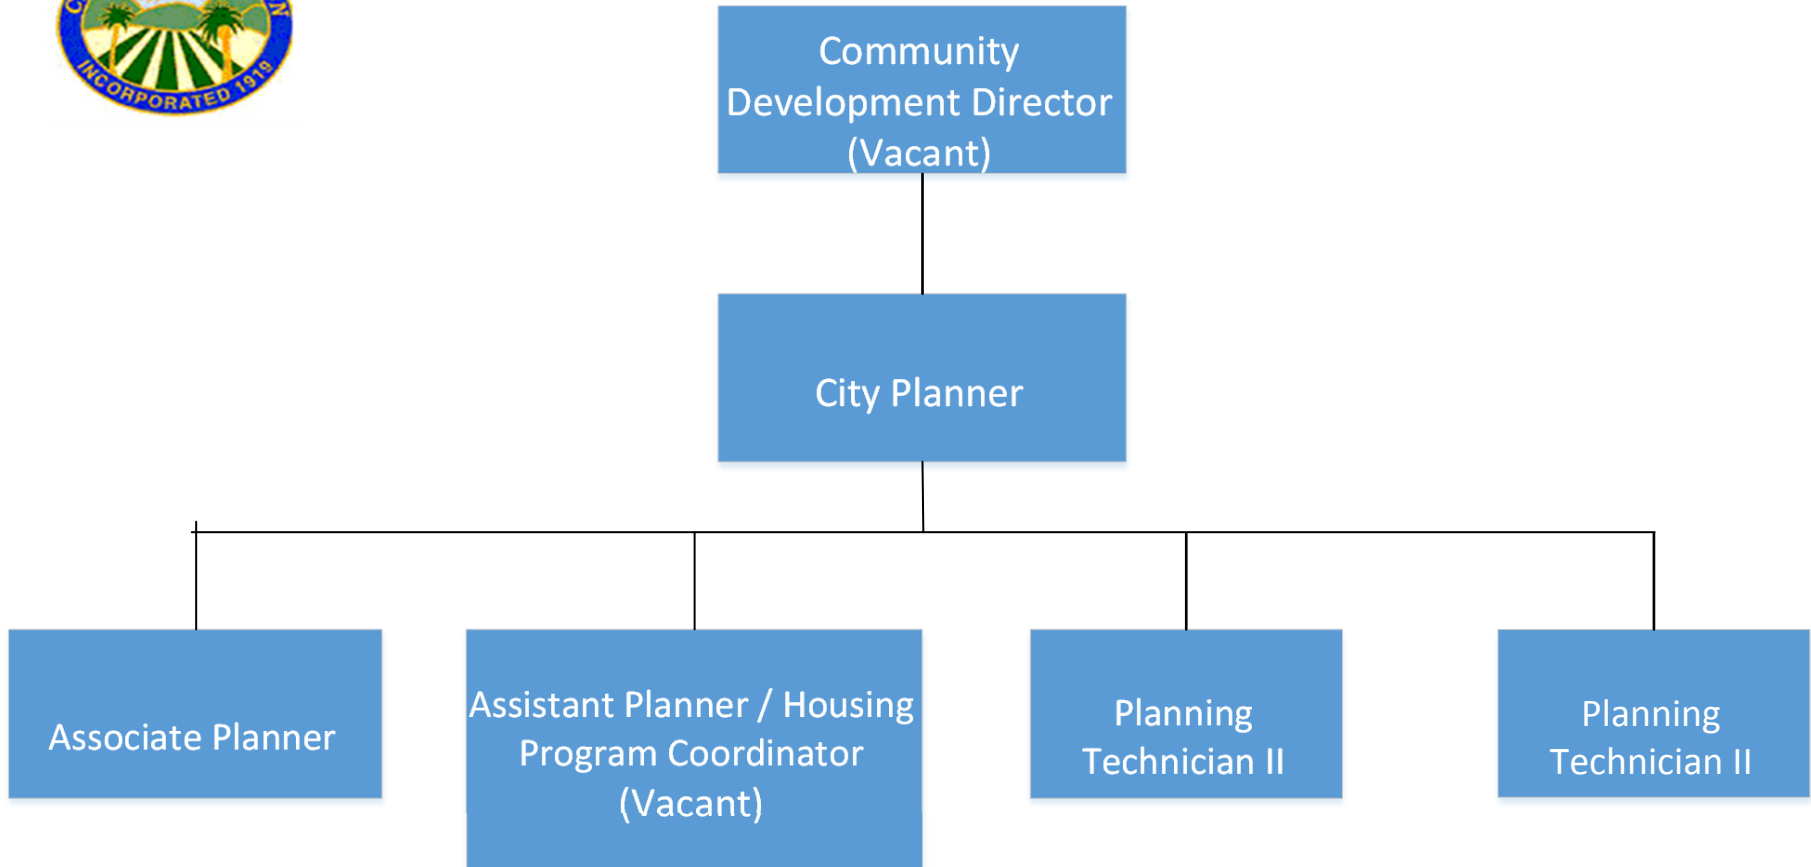 INCORPORATED 1919
Community
Development Director
(Vacant)
City Planner
Associate Planner
Assistant Planner / Housing
Program Coordinator
(Vacant)
Planning
Technician II
Planning
Technician II